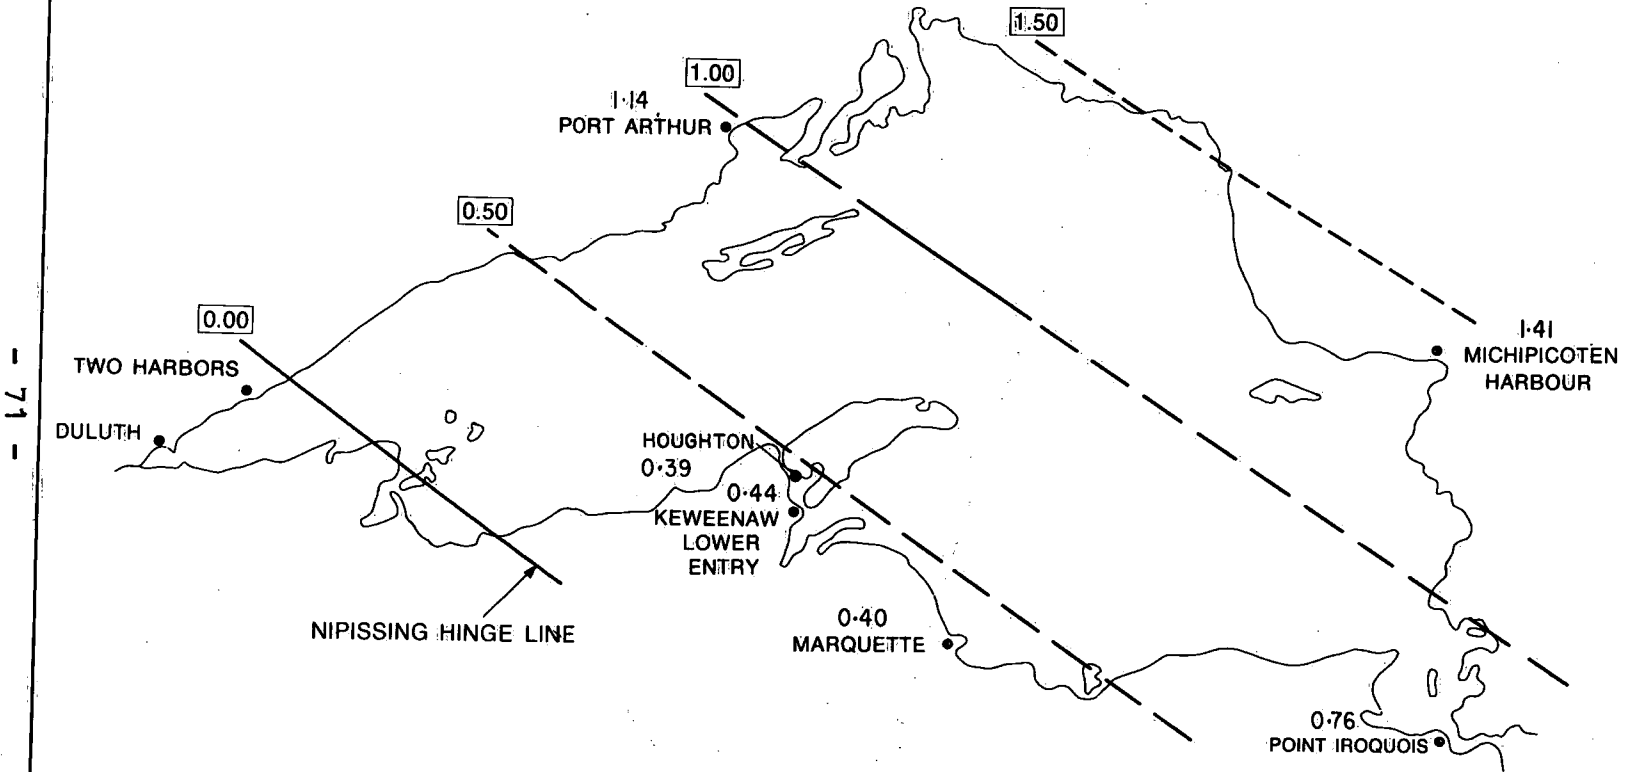 1.50
1.00
1·14
PORT ARTHUR
0.50
0.00
TWO HARBORS
DULUTH
1·41
MICHIPICOTEN
HARBOUR
HOUGHTON
0·39
0·44
KEWEENAW
LOWER
ENTRY
NIPISSING HINGE LINE
0·40
MARQUETTE
0·76
POINT IROQUOIS
- 71 -